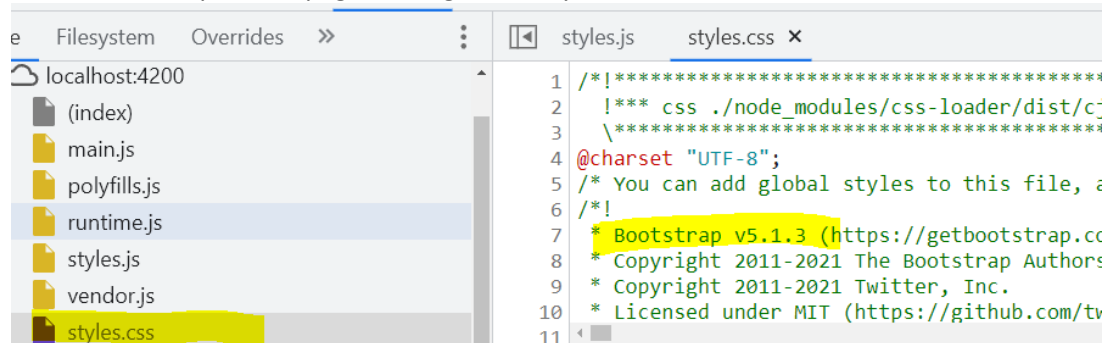 Filesystem Overrides »
localhost:4200
(index)
main.js
polyfills.js
runtime.js
styles.js
vendor.js
styles.css
styles.js styles.css ×
1 /*!****************************************
2 !*** css ./node_modules/css-loader/dist/cj
3 \****************************************
4 @charset "UTF-8";
5 /* You can add global styles to this file, a
6 /*!
7 * Bootstrap v5.1.3 (https://getbootstrap.co
8 * Copyright 2011-2021 The Bootstrap Authors
9 * Copyright 2011-2021 Twitter, Inc.
10 * Licensed under MIT (https://github.com/tw
11